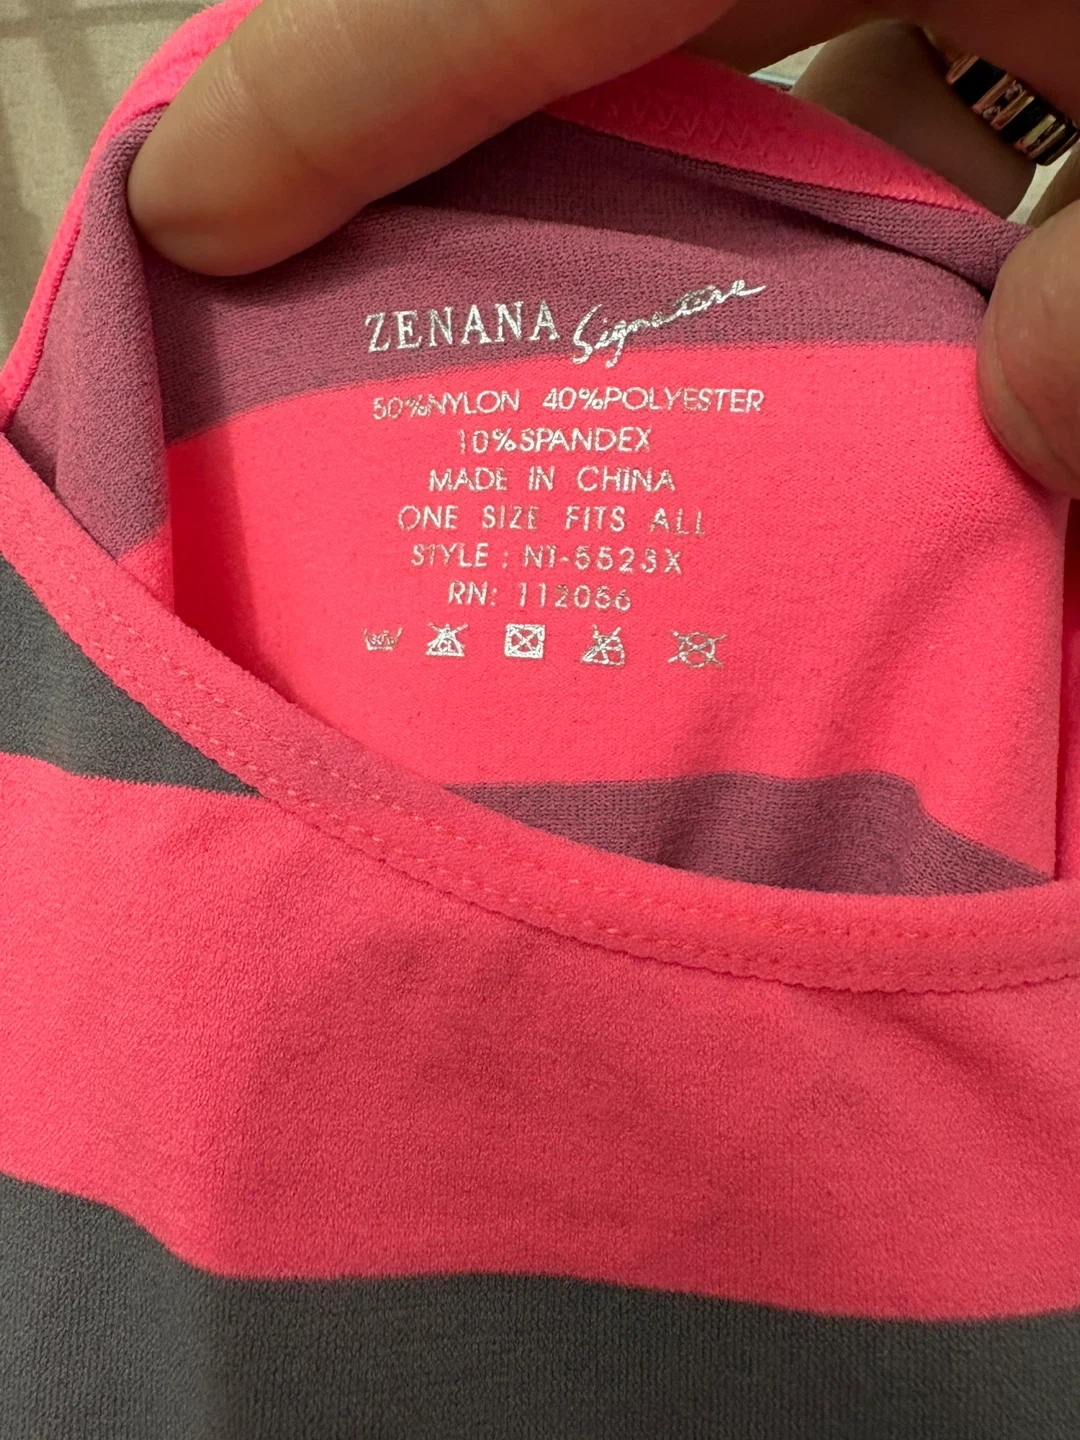 ZENANA Signature
50%NYLON 40%POLYESTER
10%SPANDEX
MADE IN CHINA
ONE SIZE FITS ALL
STYLE : NT-5523X
RN: 112056